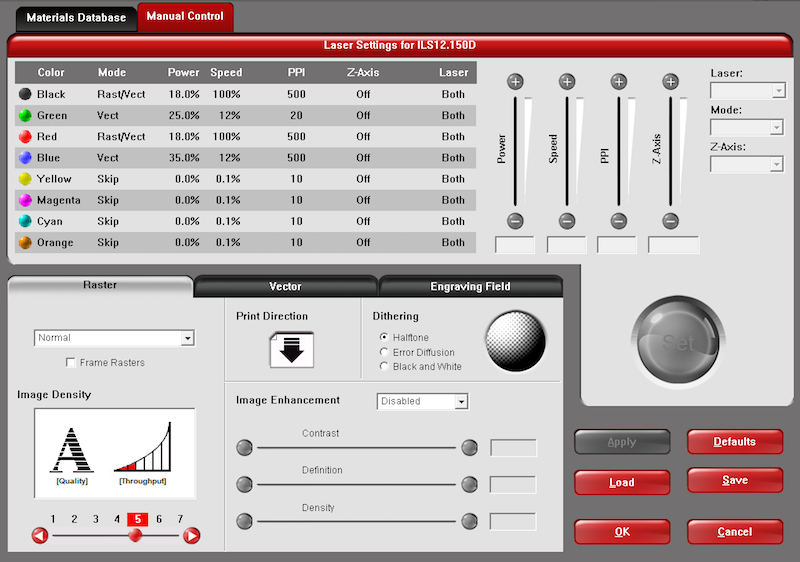 Materials Database
Manual Control
Laser Settings for ILS12.150D
Color Mode Power Speed PPI Z-Axis Laser
Black Rast/Vect 18.0% 100% 500 Off Both
Green Vect 25.0% 12% 20 Off Both
Red Rast/Vect 18.0% 100% 500 Off Both
Blue Vect 35.0% 12% 500 Off Both
Yellow Skip 0.0% 0.1% 10 Off Both
Magenta Skip 0.0% 0.1% 10 Off Both
Cyan Skip 0.0% 0.1% 10 Off Both
Orange Skip 0.0% 0.1% 10 Off Both
Power
Speed
PPI
Z-Axis
Laser:
Mode:
Z-Axis:
Set
Raster
Vector
Engraving Field
Normal
Frame Rasters
Image Density
[Quality] [Throughput]
1 2 3 4 5 6 7
Print Direction
Dithering
Halftone
Error Diffusion
Black and White
Image Enhancement
Disabled
Contrast
Definition
Density
Apply
Defaults
Load
Save
OK
Cancel